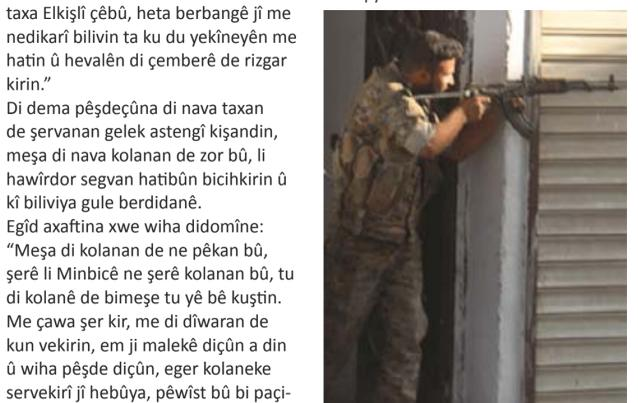 taxa Elkişlî çêbû, heta berbangê jî me
nedikarî bilivin ta ku du yekîneyên me
hatin û hevalên di çemberê de rizgar
kirin.”
Di dema pêşdeçûna di nava taxan
de şervanan gelek astengî kişandin,
meşa di nava kolanan de zor bû, li
hawîrdor segvan hatibûn bicihkirin û
kî biliviya gule berdidanê.
Egîd axaftina xwe wiha didomîne:
“Meşa di kolanan de ne pêkan bû,
şerê li Minbicê ne şerê kolanan bû, tu
di kolanê de bimeşe tu yê bê kuştin.
Me çawa şer kir, me di dîwaran de
kun vekirin, em ji malekê diçûn a din
û wiha pêşde diçûn, eger kolaneke
servekirî jî hebûya, pêwîst bû bi paçi-